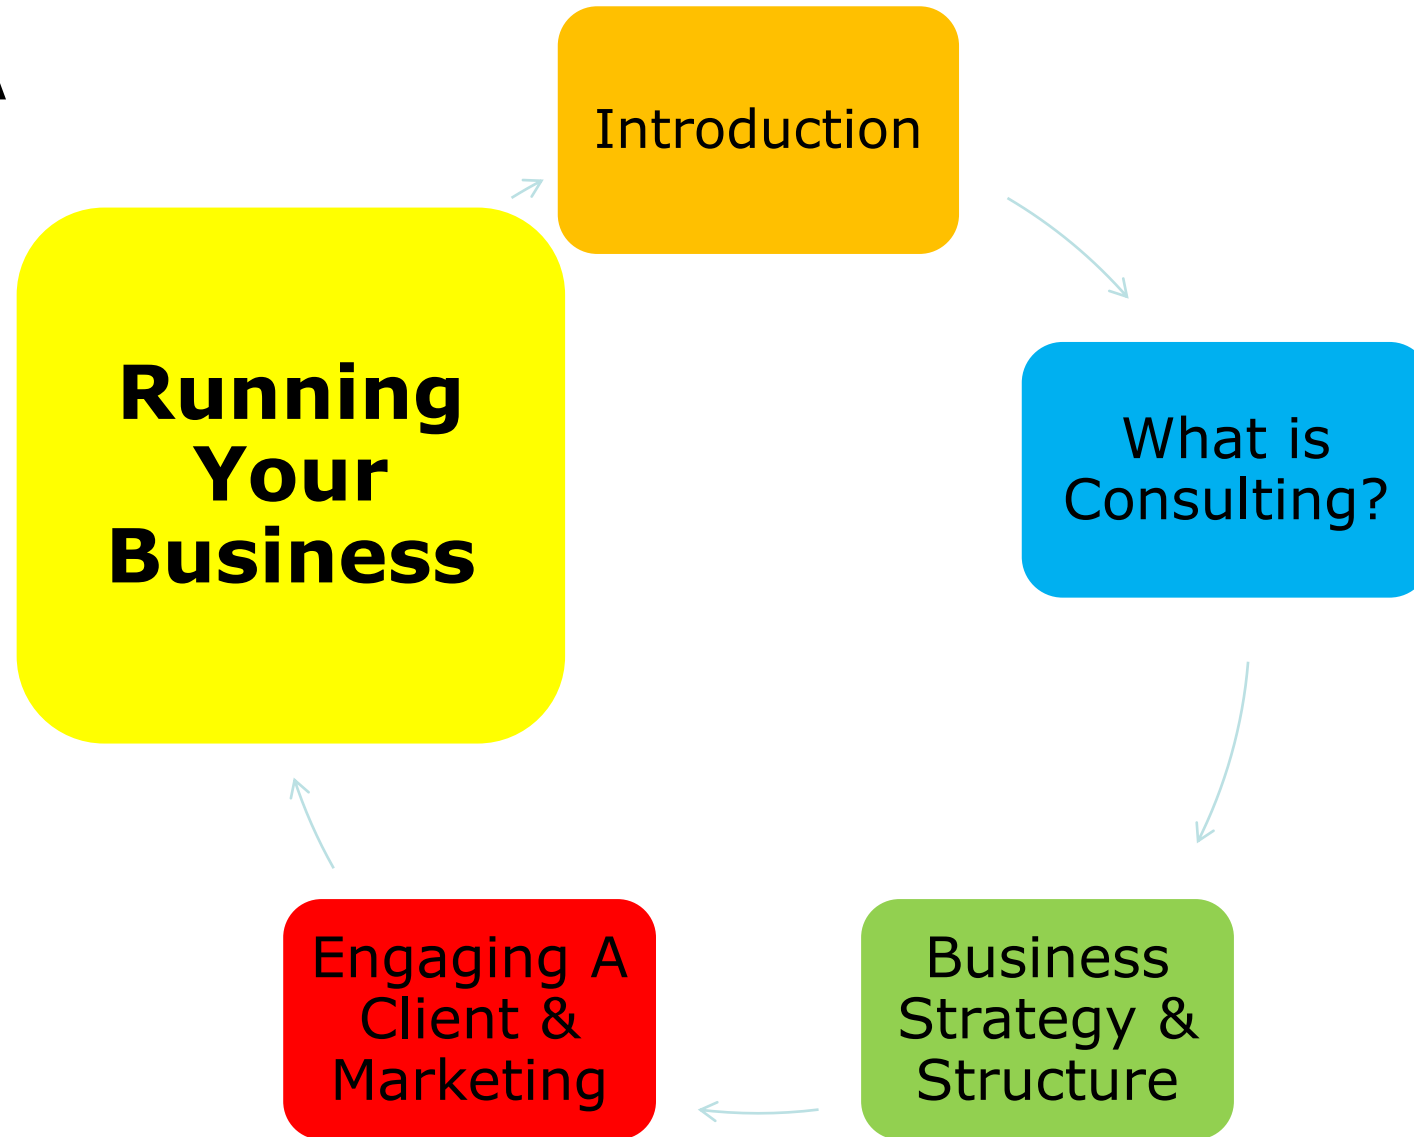 Introduction
What is
Consulting?
Business
Strategy &
Structure
Engaging A
Client &
Marketing
Running
Your
Business